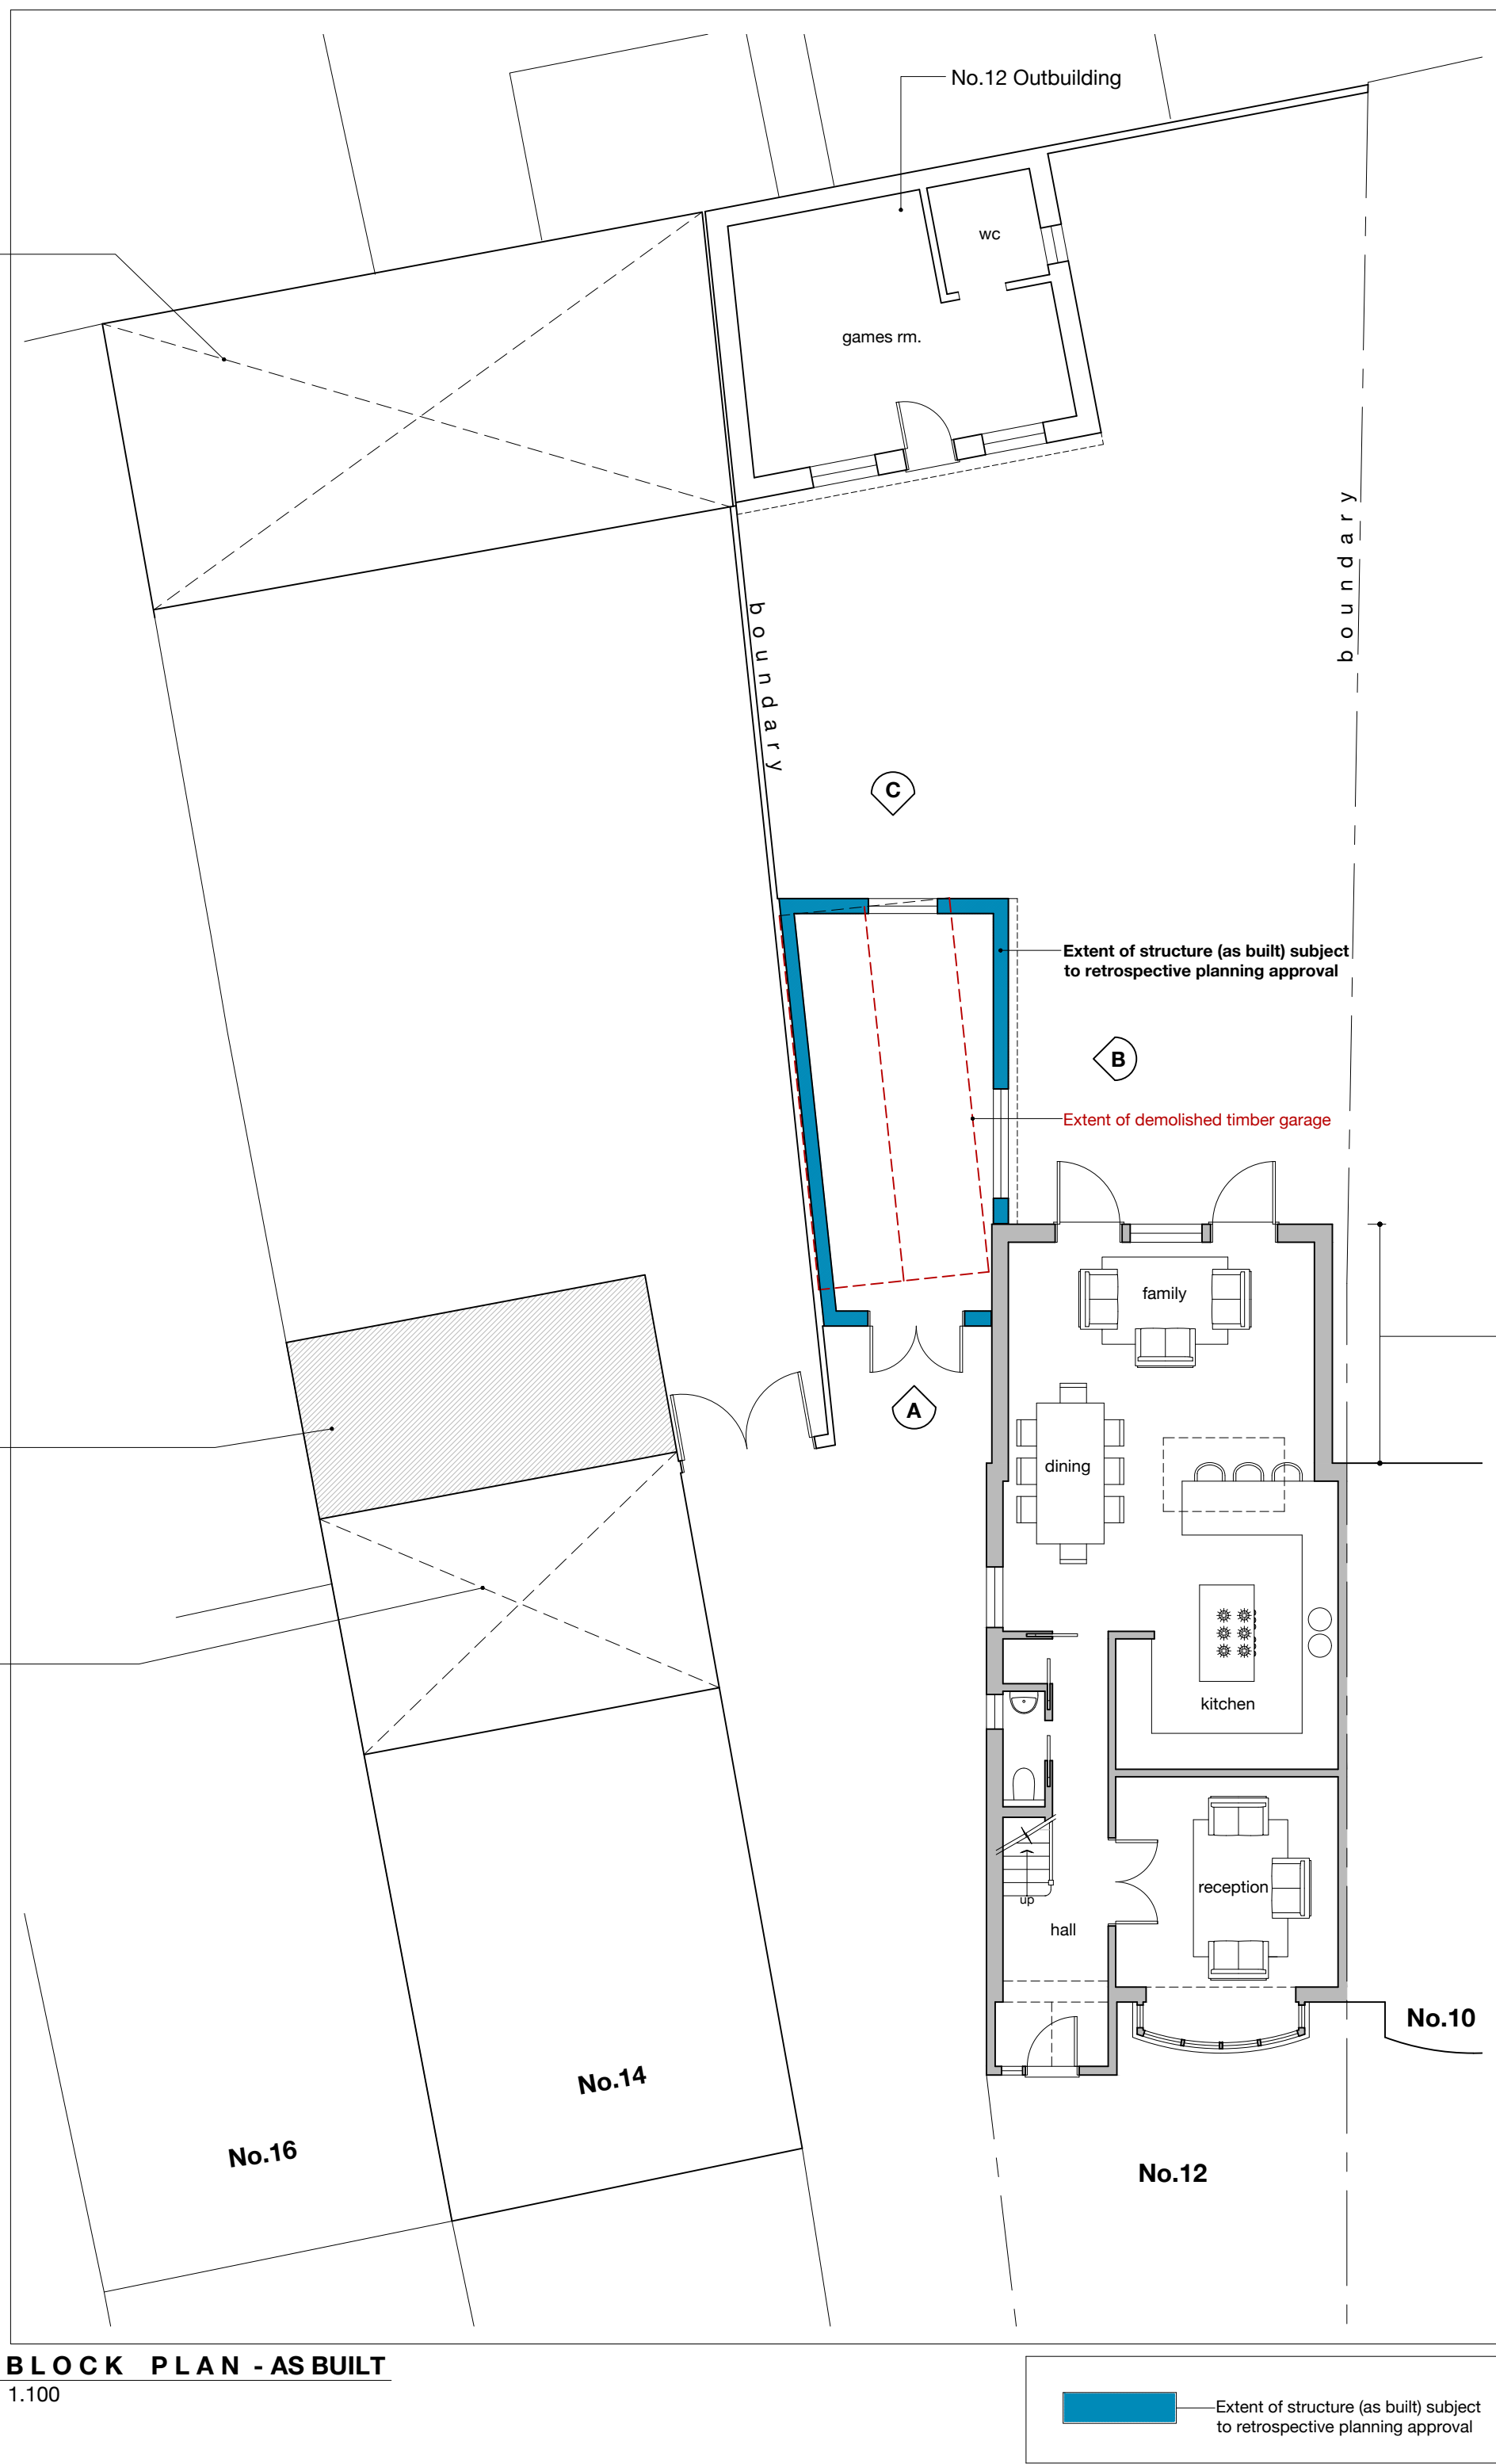 No.12 Outbuilding
wc
games rm.
boundary
boundary
C
Extent of structure (as built) subject
to retrospective planning approval
B
Extent of demolished timber garage
family
A
dining
kitchen
reception
up
hall
No.10
No.14
No.16
No.12
BLOCK PLAN - AS BUILT
1.100
Extent of structure (as built) subject
to retrospective planning approval